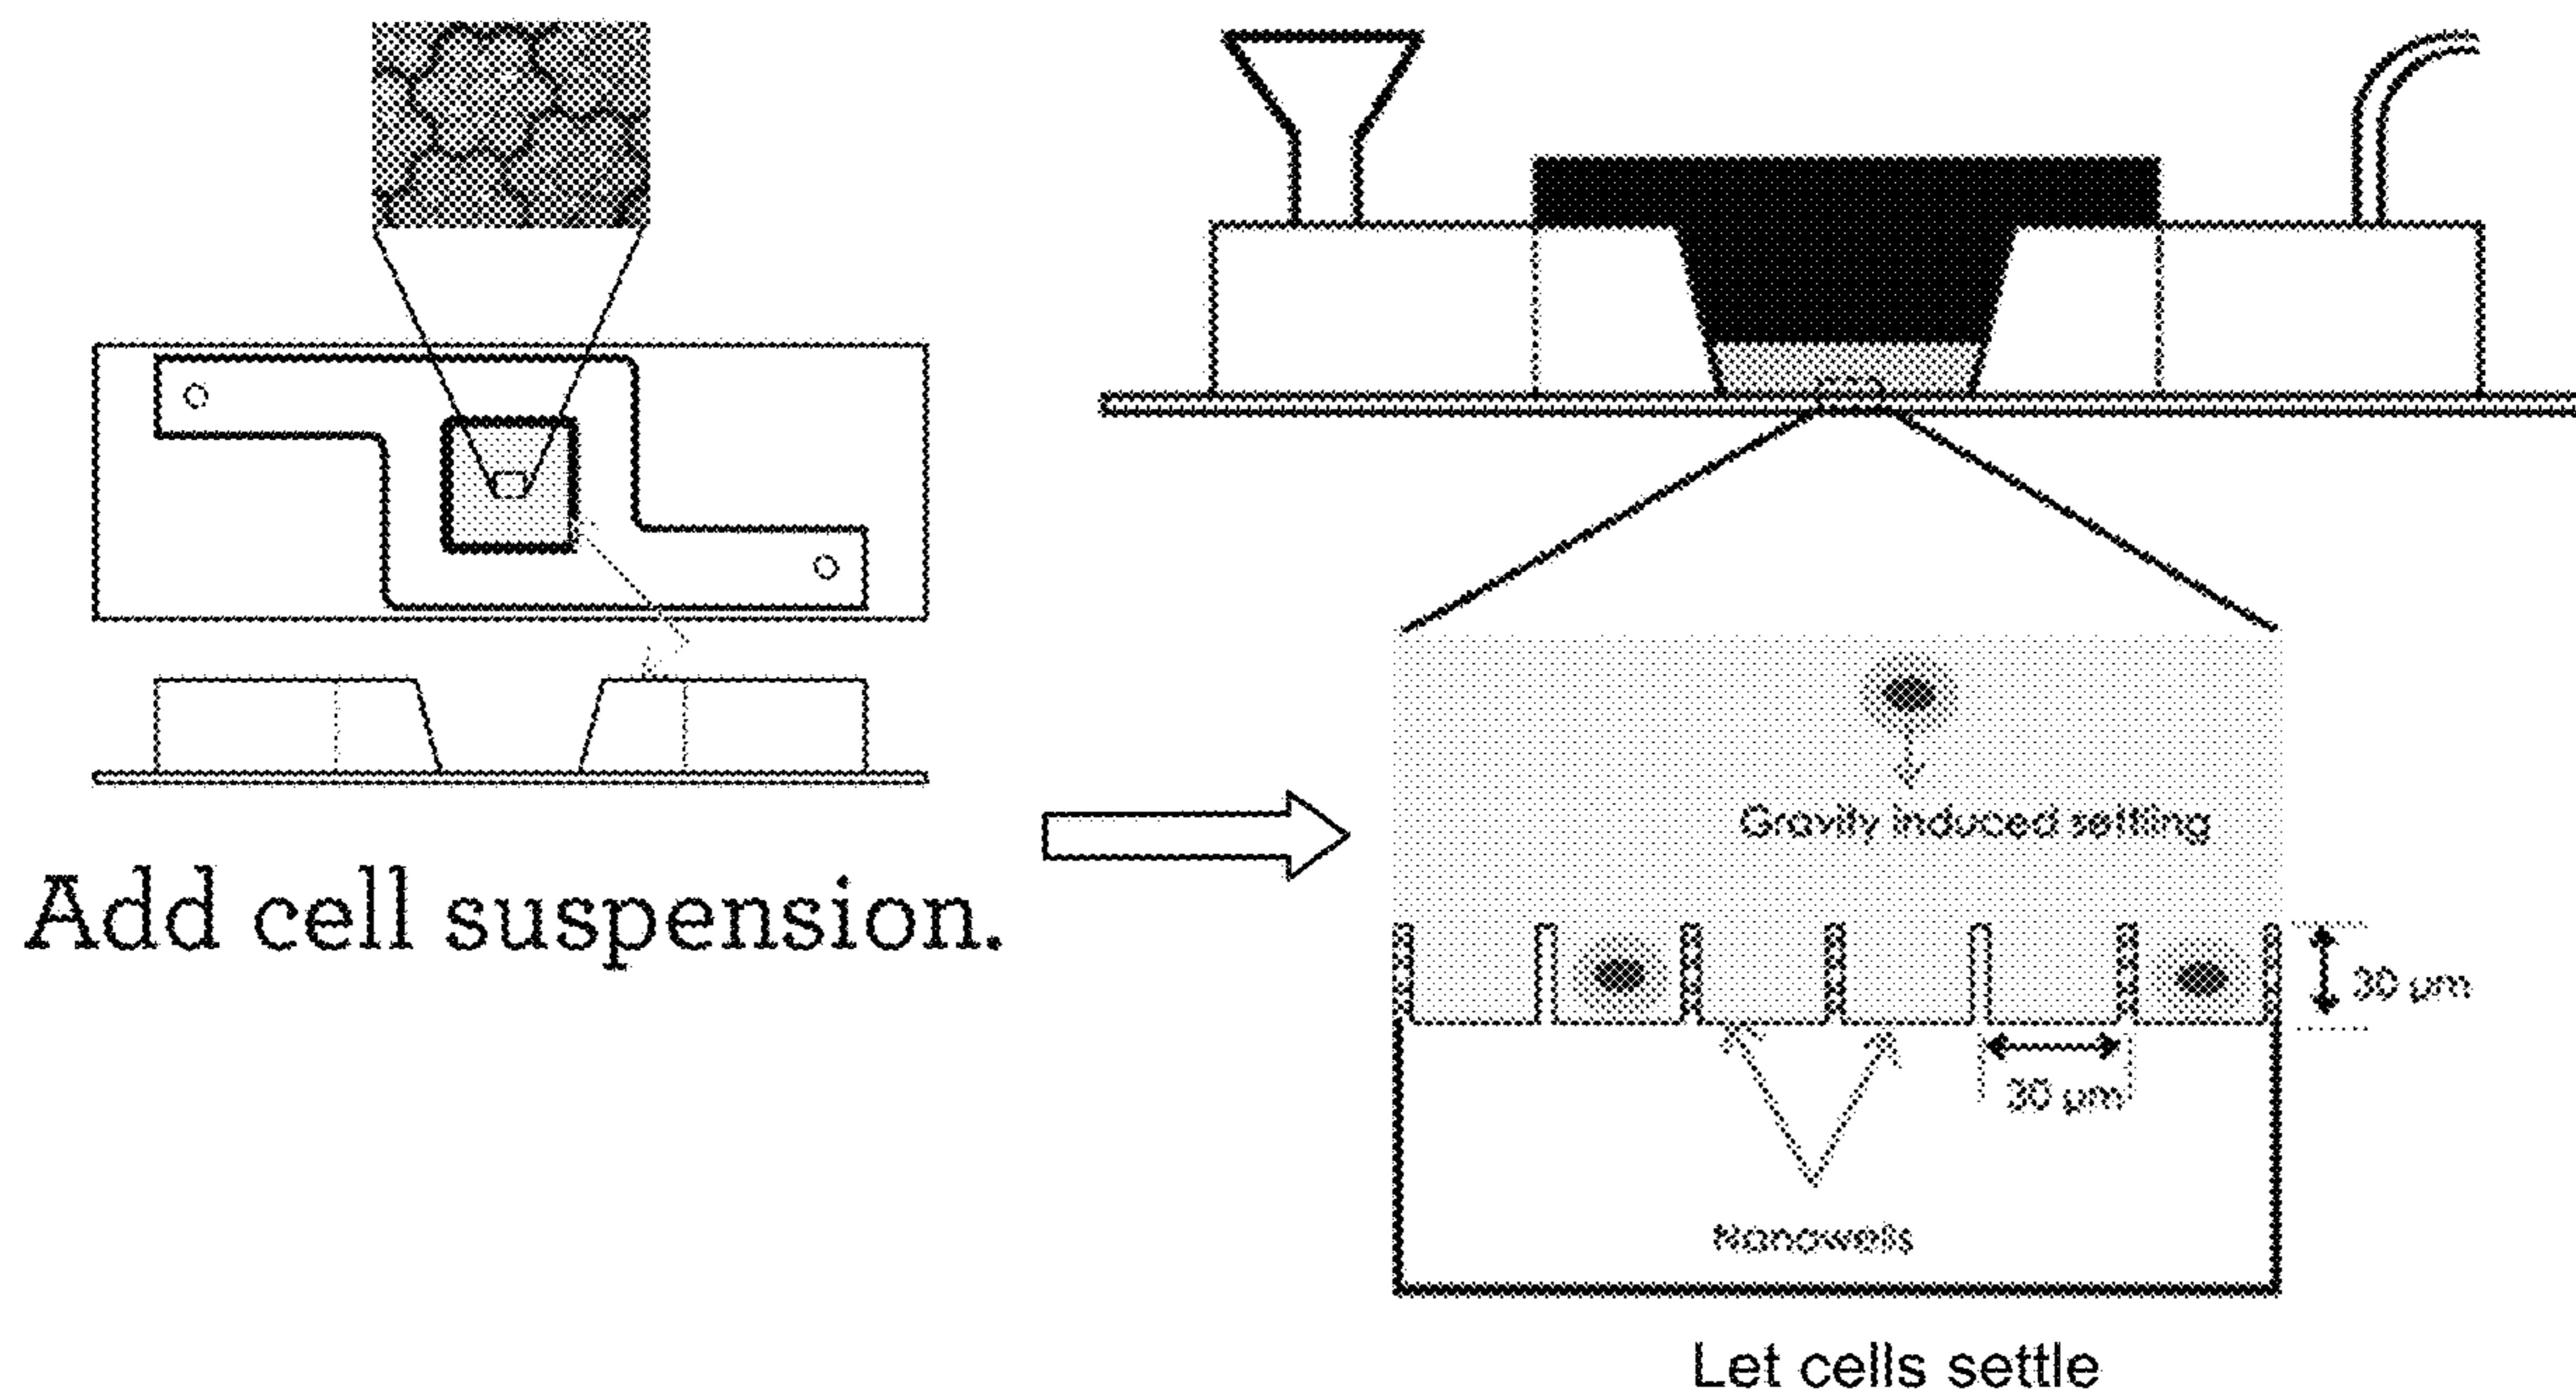 Add cell suspension.
Gravity induced settling
30 µm
30 µm
Nanowells
Let cells settle